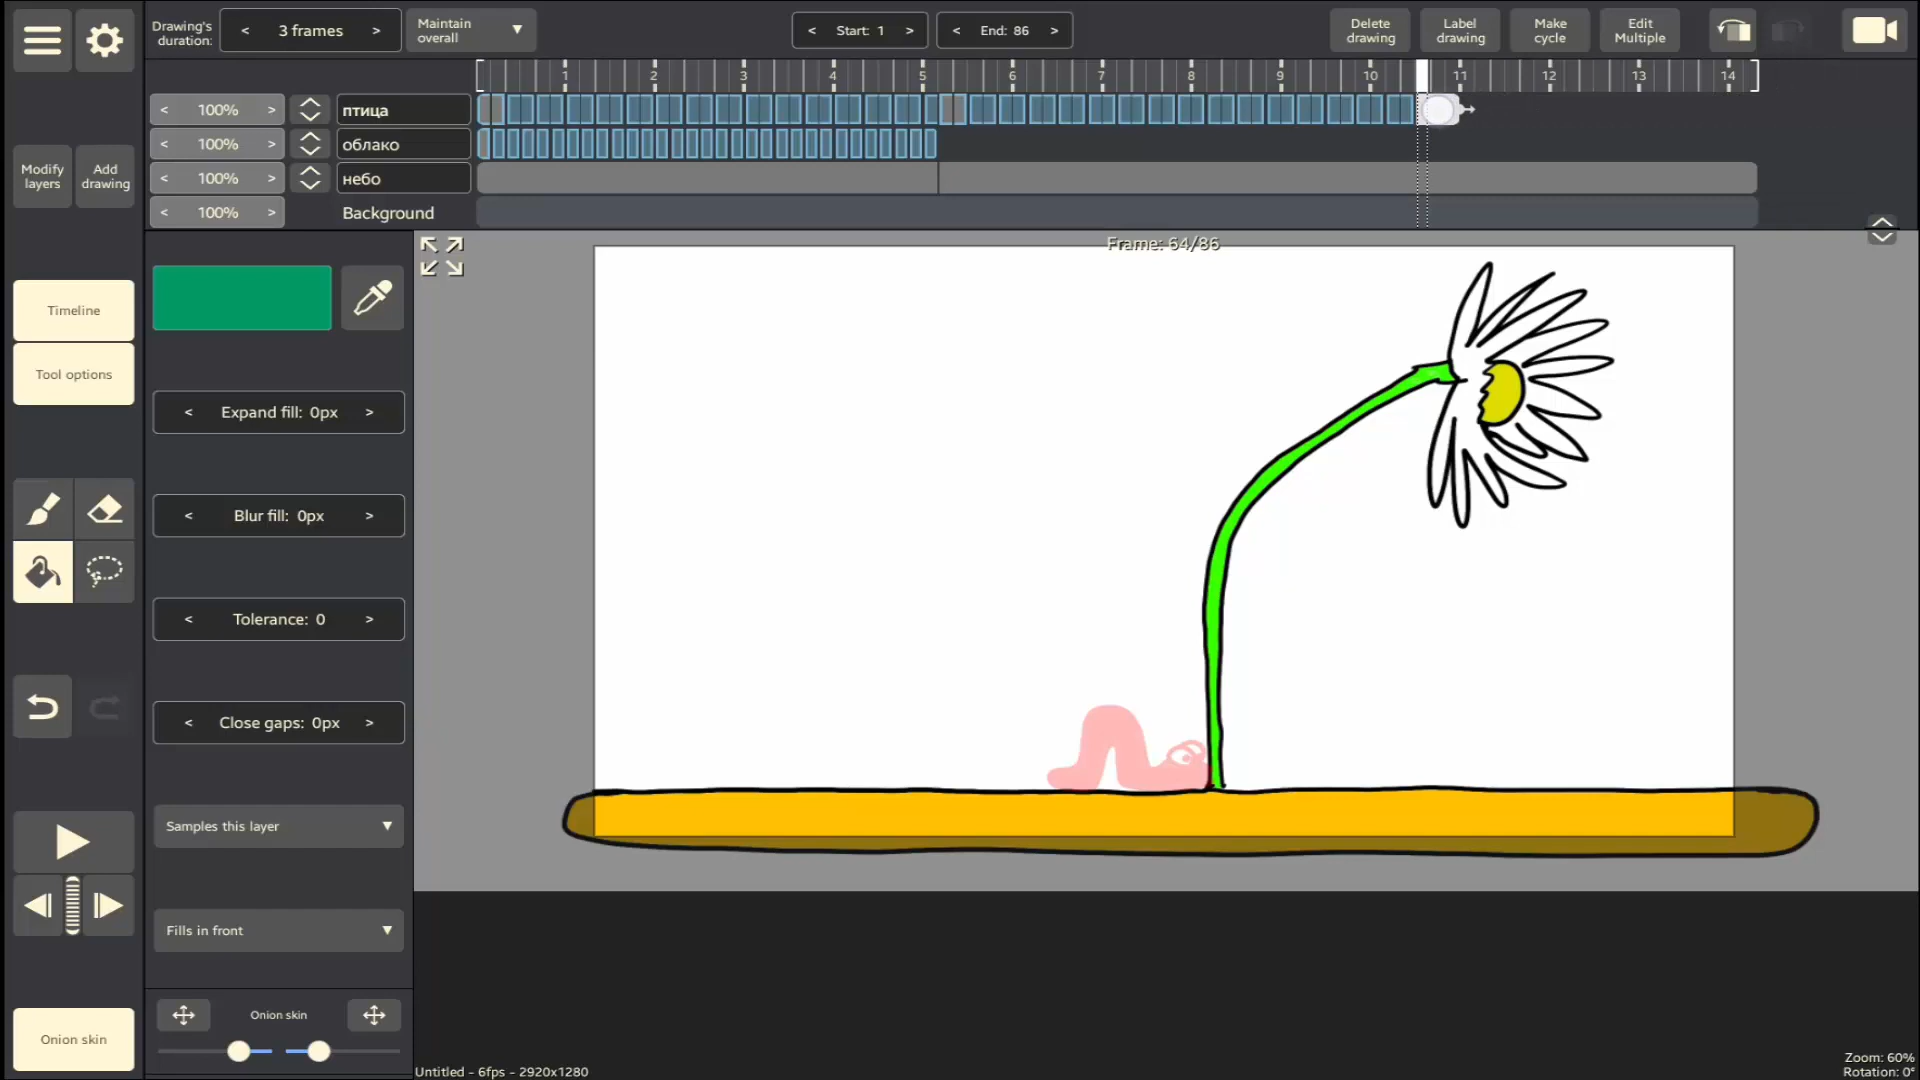 Drawing's
duration:
< 3 frames >
Maintain
overall
< Start: 1 >
< End: 86 >
Delete
drawing
Label
drawing
Make
cycle
Edit
Multiple
1 2 3 4 5 6 7 8 9 10 11 12 13 14
< 100% > птица
< 100% > облако
< 100% > небо
< 100% > Background
Modify
layers
Add
drawing
Frame: 64/86
Timeline
Tool options
< Expand fill: 0px >
< Blur fill: 0px >
< Tolerance: 0 >
< Close gaps: 0px >
Samples this layer
Fills in front
Onion skin
Onion skin
Untitled - 6fps - 2920x1280
Zoom: 60%
Rotation: 0°